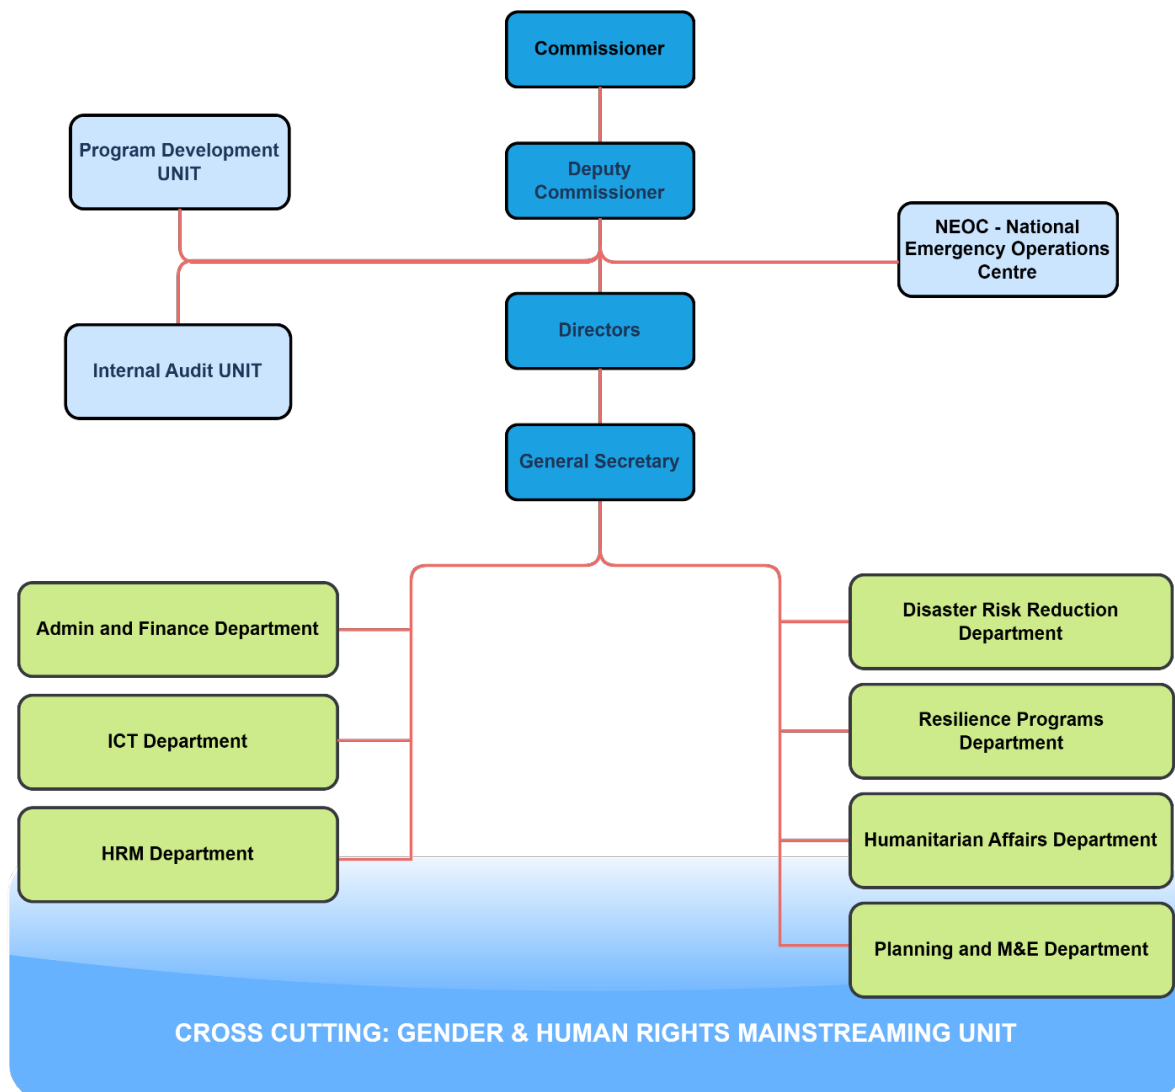 Commissioner
Program Development
UNIT
Deputy
Commissioner
NEOC - National
Emergency Operations
Centre
Directors
Internal Audit UNIT
General Secretary
Admin and Finance Department
ICT Department
HRM Department
Disaster Risk Reduction
Department
Resilience Programs
Department
Humanitarian Affairs Department
Planning and M&E Department
CROSS CUTTING: GENDER & HUMAN RIGHTS MAINSTREAMING UNIT